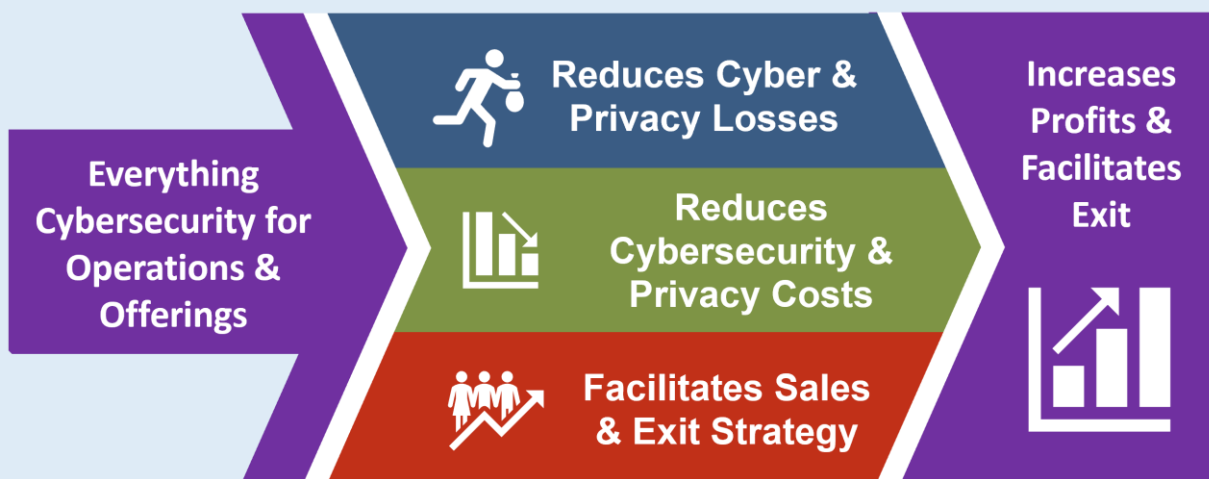 Everything
Cybersecurity for
Operations &
Offerings
Reduces Cyber &
Privacy Losses
Reduces
Cybersecurity &
Privacy Costs
Facilitates Sales
& Exit Strategy
Increases
Profits &
Facilitates
Exit